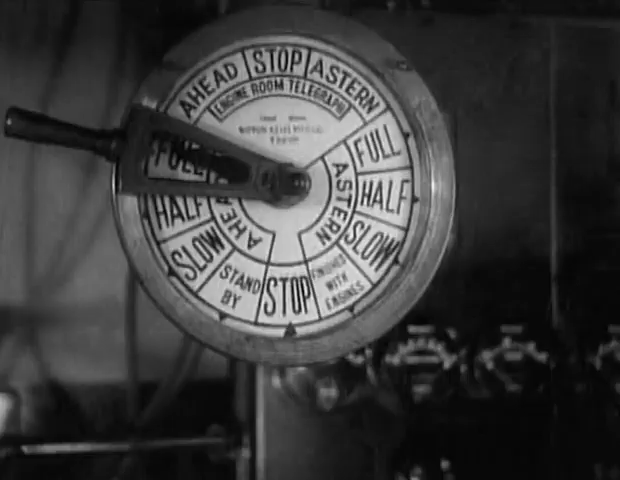 AHEAD STOP ASTERN
ENGINE ROOM TELEGRAPH
FULL
HALF
SLOW
STAND
BY
STOP
FINISHED
WITH
ENGINES
SLOW
HALF
FULL
ASTERN